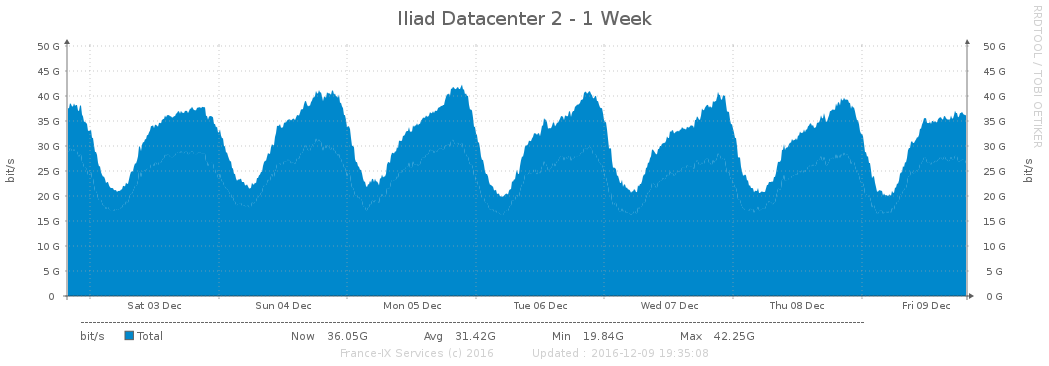 Iliad Datacenter 2 - 1 Week
RRDTOOL / TOBI OETIKER
50 G 50 G
45 G 45 G
40 G 40 G
35 G 35 G
30 G 30 G
25 G 25 G
20 G 20 G
15 G 15 G
10 G 10 G
5 G 5 G
0 0 G
bit/s bit/s
Sat 03 Dec Sun 04 Dec Mon 05 Dec Tue 06 Dec Wed 07 Dec Thu 08 Dec Fri 09 Dec
bit/s Total Now 36.05G Avg 31.42G Min 19.84G Max 42.25G
France-IX Services (c) 2016 Updated : 2016-12-09 19:35:08